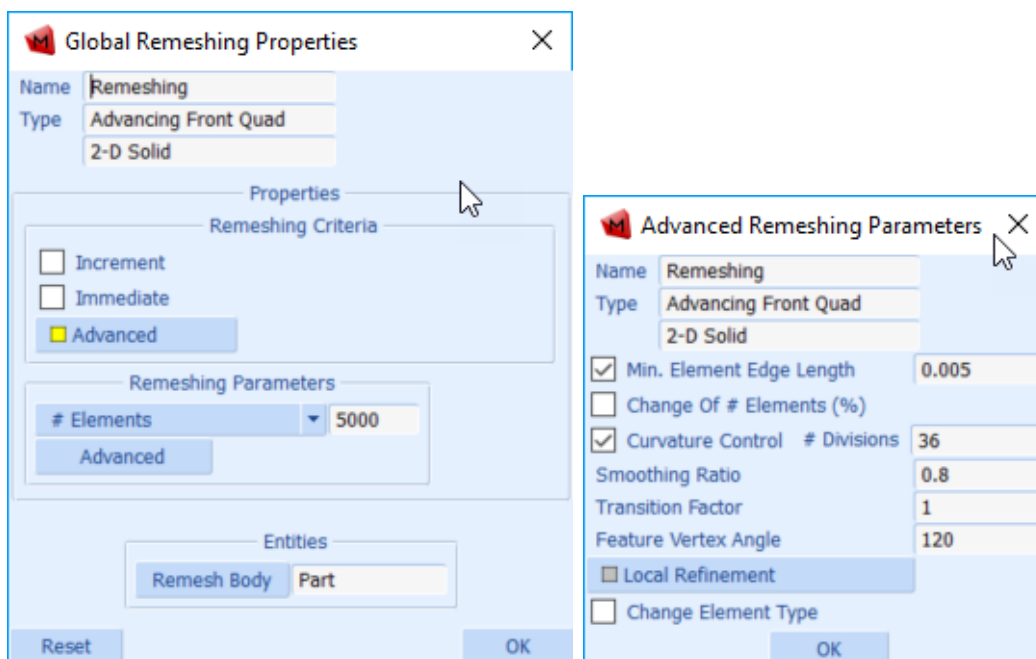 Global Remeshing Properties
Name Remeshing
Type Advancing Front Quad
2-D Solid
Properties
Remeshing Criteria
Increment
Immediate
Advanced
Remeshing Parameters
# Elements 5000
Advanced
Entities
Remesh Body Part
Reset OK
Advanced Remeshing Parameters
Name Remeshing
Type Advancing Front Quad
2-D Solid
Min. Element Edge Length 0.005
Change Of # Elements (%)
Curvature Control # Divisions 36
Smoothing Ratio 0.8
Transition Factor 1
Feature Vertex Angle 120
Local Refinement
Change Element Type
OK